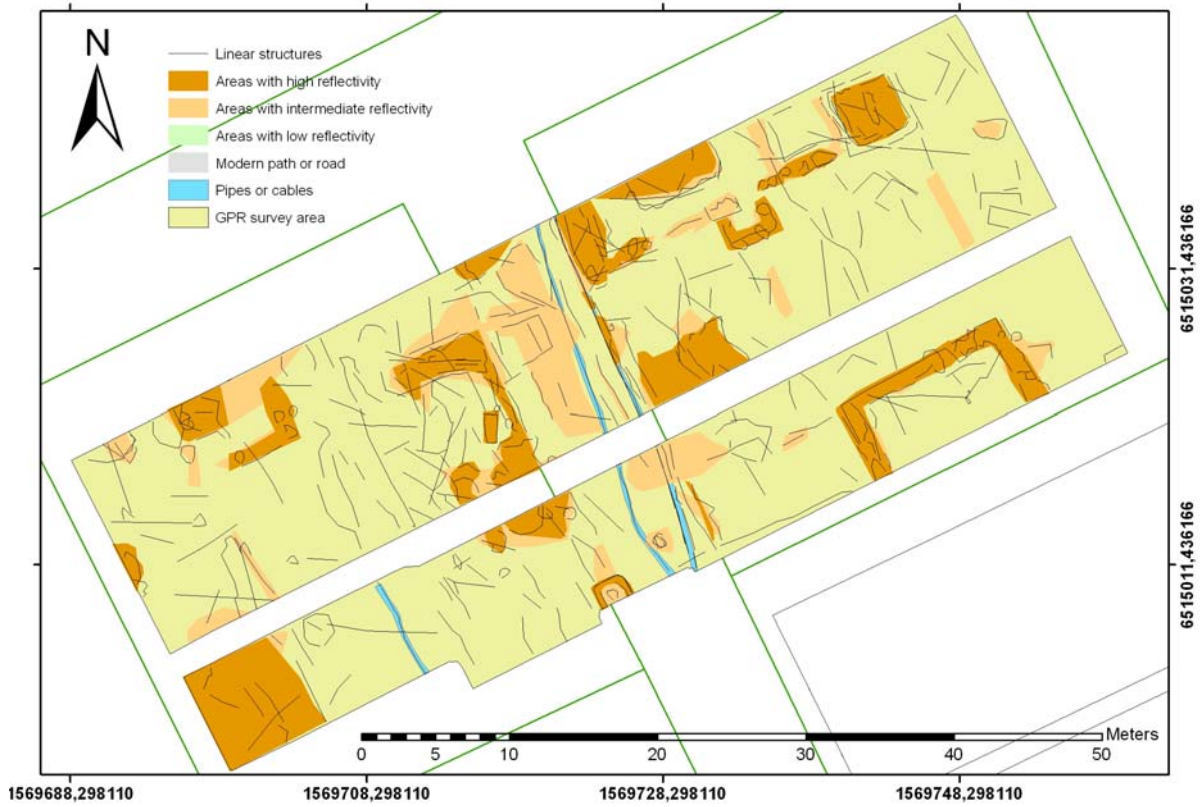 N
Linear structures
Areas with high reflectivity
Areas with intermediate reflectivity
Areas with low reflectivity
Modern path or road
Pipes or cables
GPR survey area
6515031,436166
6515011,436166
Meters
0 5 10 20 30 40 50
1569688,298110 1569708,298110 1569728,298110 1569748,298110